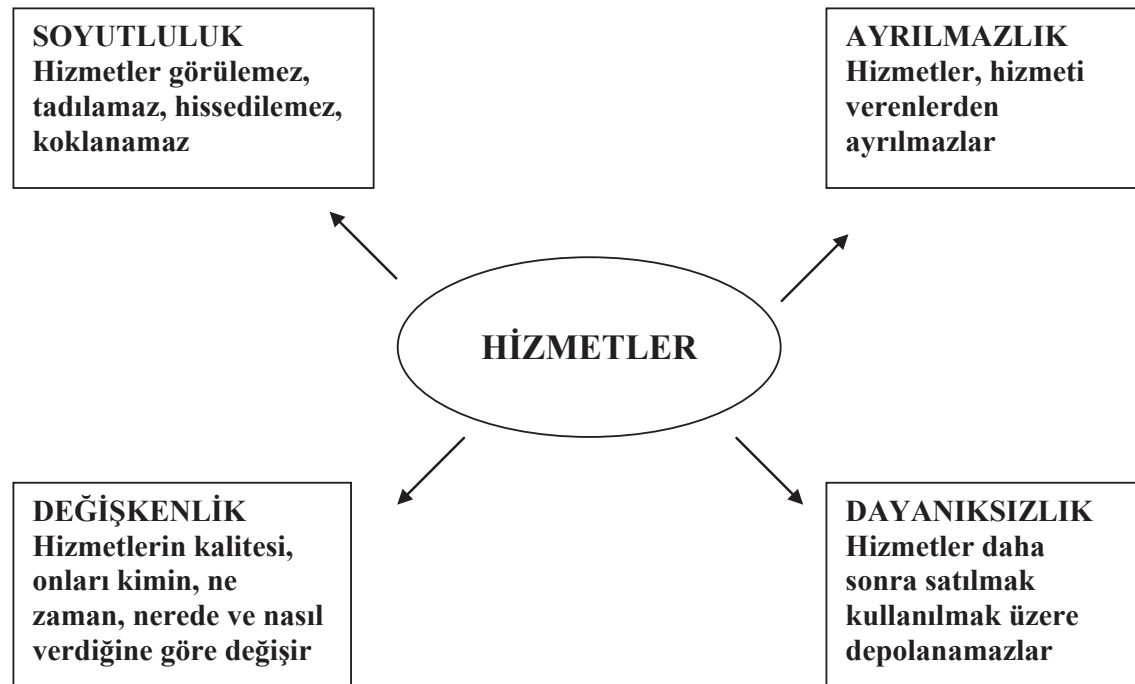 SOYUTLULUK
Hizmetler görülemez,
tadılamaz, hissedilemez,
koklanamaz
AYRILMAZLIK
Hizmetler, hizmeti
verenlerden
ayrılmazlar
HİZMETLER
DEĞİŞKENLİK
Hizmetlerin kalitesi,
onları kimin, ne
zaman, nerede ve nasıl
verdiğine göre değişir
DAYANIKSIZLIK
Hizmetler daha
sonra satılmak
kullanılmak üzere
depolanamazlar